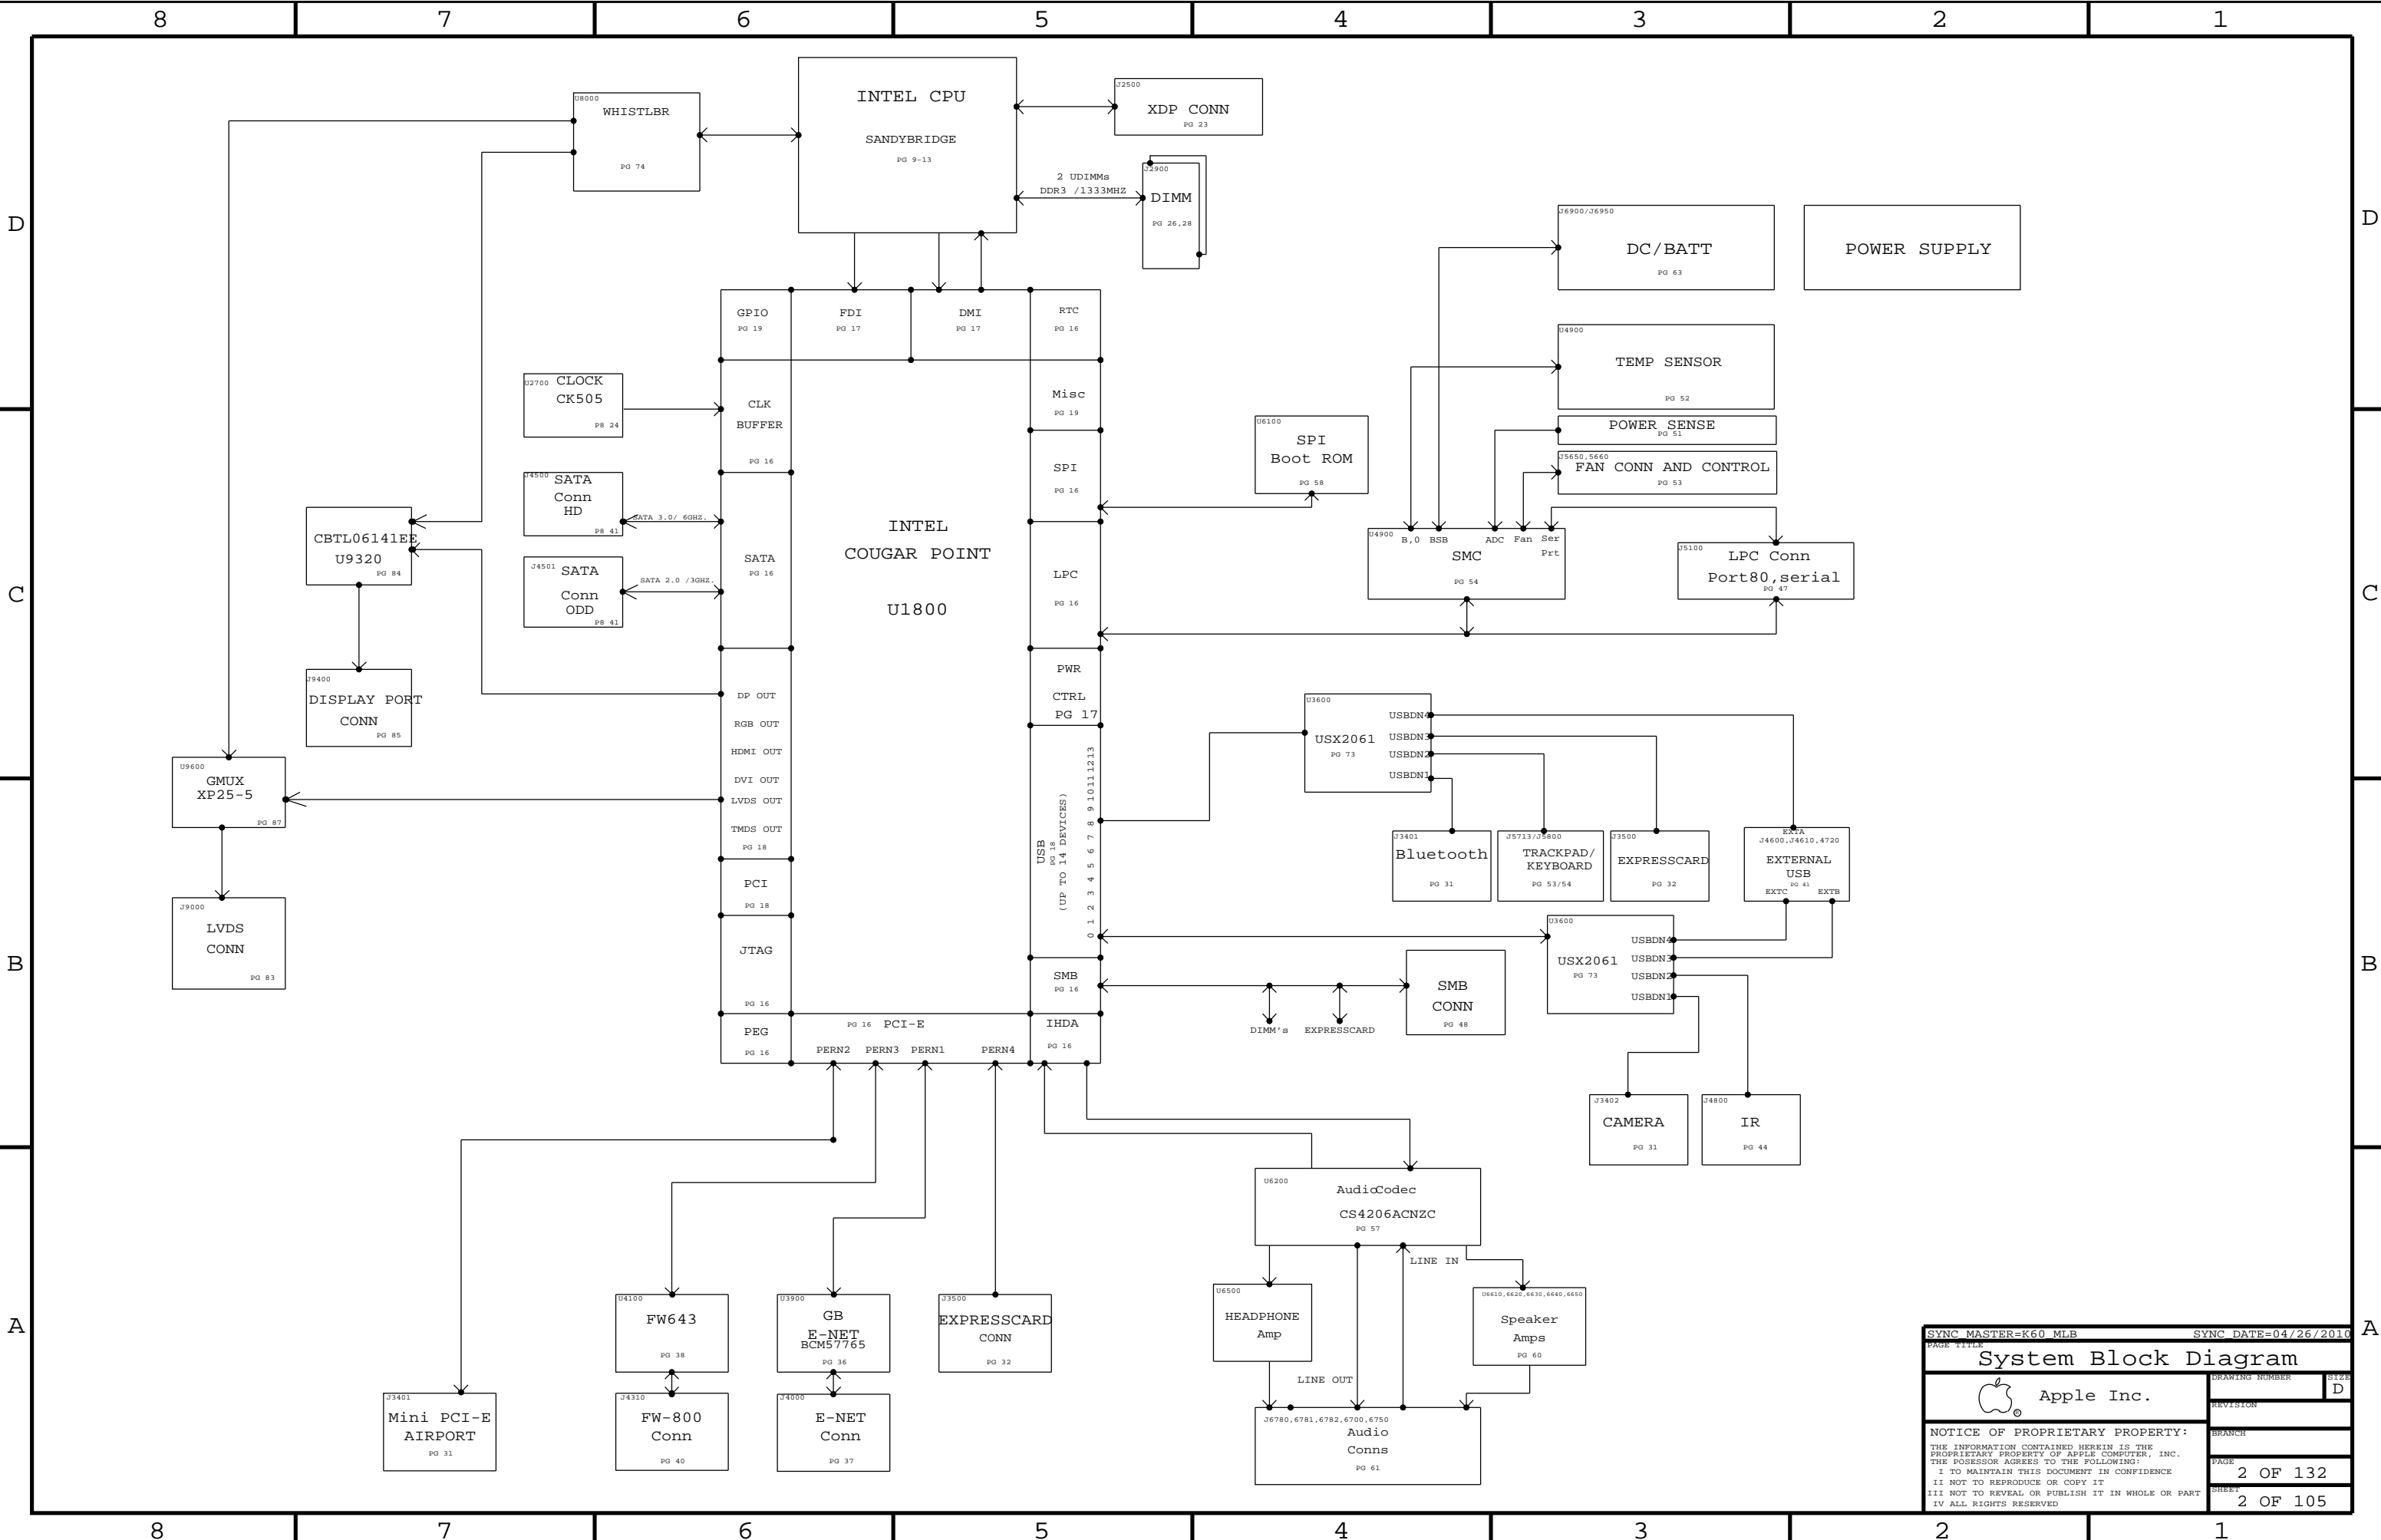 8 7 6 5 4 3 2 1
D
C
B
A
D
C
B
A
U8000
WHISTLBR
PG 74
INTEL CPU
SANDYBRIDGE
PG 9-13
J2500
XDP CONN
PG 23
2 UDIMMs
DDR3 /1333MHZ
J2900
DIMM
PG 26,28
J6900/J6950
DC/BATT
PG 63
POWER SUPPLY
U4900
TEMP SENSOR
PG 52
POWER SENSE
PG 51
J5650,5660
FAN CONN AND CONTROL
PG 53
GPIO
PG 19
FDI
PG 17
DMI
PG 17
RTC
PG 16
U2700
CLOCK
CK505
P8 24
CLK
BUFFER
PG 16
Misc
PG 19
SPI
PG 16
LPC
PG 16
U6100
SPI
Boot ROM
PG 58
J4500
SATA
Conn
HD
P8 41
SATA 3.0/ 6GHZ.
J4501
SATA
Conn
ODD
P8 41
SATA 2.0 /3GHZ.
SATA
PG 16
INTEL
COUGAR POINT
U1800
U4900
B,0 BSB ADC Fan Ser
Prt
SMC
PG 54
J5100
LPC Conn
Port80,serial
PG 47
CBTL06141EE
U9320
PG 84
J9400
DISPLAY PORT
CONN
PG 85
U9600
GMUX
XP25-5
PG 87
J9000
LVDS
CONN
PG 83
DP OUT
RGB OUT
HDMI OUT
DVI OUT
LVDS OUT
TMDS OUT
PG 18
PCI
PG 18
JTAG
PG 16
PEG
PG 16
PWR
CTRL
PG 17
USB
PG 18
(UP TO 14 DEVICES)
0 1 2 3 4 5 6 7 8 9 10 11 12 13
SMB
PG 16
IHDA
PG 16
PG 16 PCI-E
PERN2 PERN3 PERN1 PERN4
U3600
USX2061
PG 73
USBDN4
USBDN3
USBDN2
USBDN1
J3401
Bluetooth
PG 31
J5713/J5800
TRACKPAD/
KEYBOARD
PG 53/54
J3500
EXPRESSCARD
PG 32
EXTA
J4600,J4610,4720
EXTERNAL
USB
PG 41
EXTC EXTB
U3600
USX2061
PG 73
USBDN4
USBDN3
USBDN2
USBDN1
SMB
CONN
PG 48
DIMM's EXPRESSCARD
J3402
CAMERA
PG 31
J4800
IR
PG 44
U6200
AudioCodec
CS4206ACNZC
PG 57
LINE IN
U6500
HEADPHONE
Amp
U6610,6620,6630,6640,6650
Speaker
Amps
PG 60
LINE OUT
J6780,6781,6782,6700,6750
Audio
Conns
PG 61
U4100
FW643
PG 38
U3900
GB
E-NET
BCM57765
PG 36
J3500
EXPRESSCARD
CONN
PG 32
J3401
Mini PCI-E
AIRPORT
PG 31
J4310
FW-800
Conn
PG 40
J4000
E-NET
Conn
PG 37
SYNC_MASTER=K60_MLB SYNC_DATE=04/26/2010
PAGE TITLE
System Block Diagram
Apple Inc.
®
DRAWING NUMBER
SIZE
D
REVISION
BRANCH
PAGE
2 OF 132
SHEET
2 OF 105
NOTICE OF PROPRIETARY PROPERTY:
THE INFORMATION CONTAINED HEREIN IS THE
PROPRIETARY PROPERTY OF APPLE COMPUTER, INC.
THE POSESSOR AGREES TO THE FOLLOWING:
I TO MAINTAIN THIS DOCUMENT IN CONFIDENCE
II NOT TO REPRODUCE OR COPY IT
III NOT TO REVEAL OR PUBLISH IT IN WHOLE OR PART
IV ALL RIGHTS RESERVED
8 7 6 5 4 3 2 1